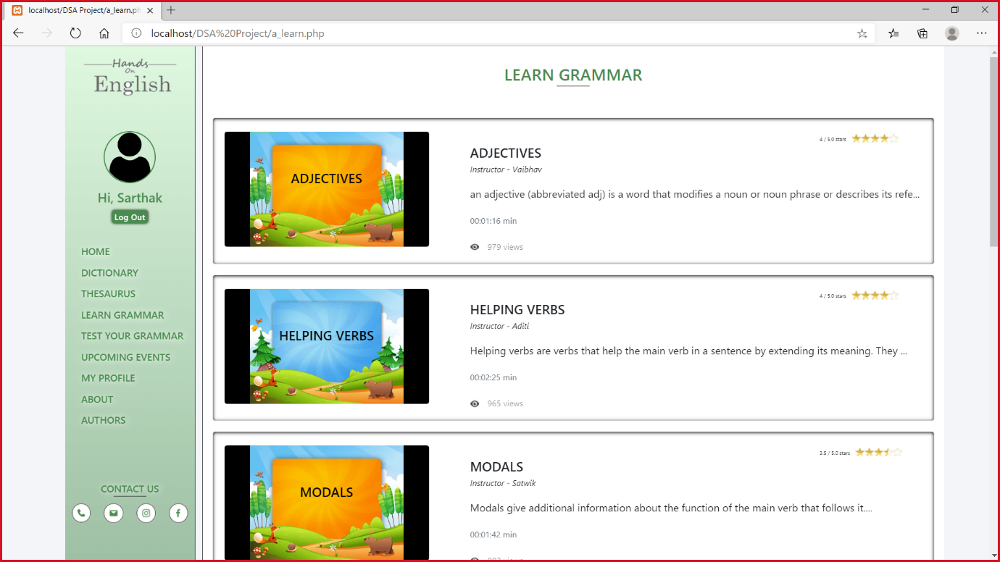 localhost/DSA Project/a_learn.ph
localhost/DSA%20Project/a_learn.php
Hands
On
English
Hi, Sarthak
Log Out
HOME
DICTIONARY
THESAURUS
LEARN GRAMMAR
TEST YOUR GRAMMAR
UPCOMING EVENTS
MY PROFILE
ABOUT
AUTHORS
CONTACT US
LEARN GRAMMAR
ADJECTIVES
4 / 5.0 stars
ADJECTIVES
Instructor - Vaibhav
an adjective (abbreviated adj) is a word that modifies a noun or noun phrase or describes its refe...
00:01:16 min
979 views
HELPING VERBS
4 / 5.0 stars
HELPING VERBS
Instructor - Aditi
Helping verbs are verbs that help the main verb in a sentence by extending its meaning. They ...
00:02:25 min
965 views
MODALS
3.5 / 5.0 stars
MODALS
Instructor - Satwik
Modals give additional information about the function of the main verb that follows it....
00:01:42 min